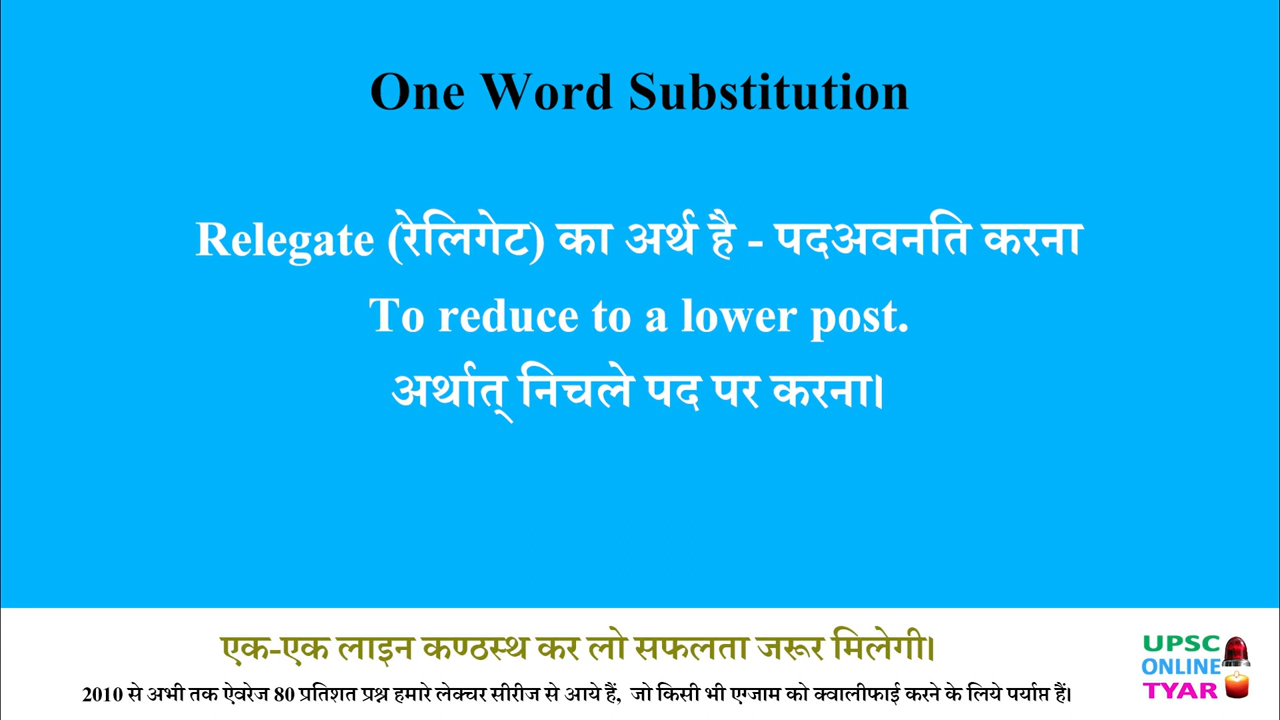 One Word Substitution
Relegate (रेलिगेट) का अर्थ है - पदअवनति करना
To reduce to a lower post.
अर्थात् निचले पद पर करना।
एक-एक लाइन कण्ठस्थ कर लो सफलता जरूर मिलेगी।
2010 से अभी तक ऐवरेज 80 प्रतिशत प्रश्न हमारे लेक्चर सीरीज से आये हैं, जो किसी भी एग्जाम को क्वालीफाई करने के लिये पर्याप्त हैं।
UPSC
ONLINE
TYAR